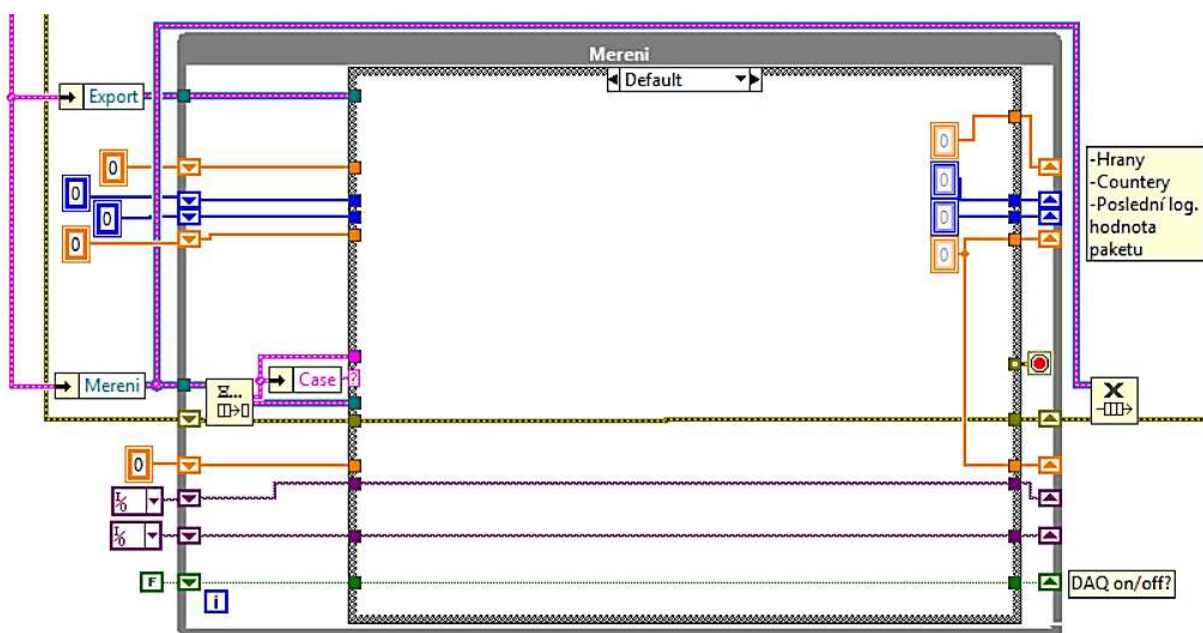 Mereni
Default
Export
0
0
0
0
0
0
0
0
-Hrany
-Countery
-Poslední log.
hodnota
paketu
Case
?
Mereni
Σ...
X
0
I/O
I/O
F
i
DAQ on/off?